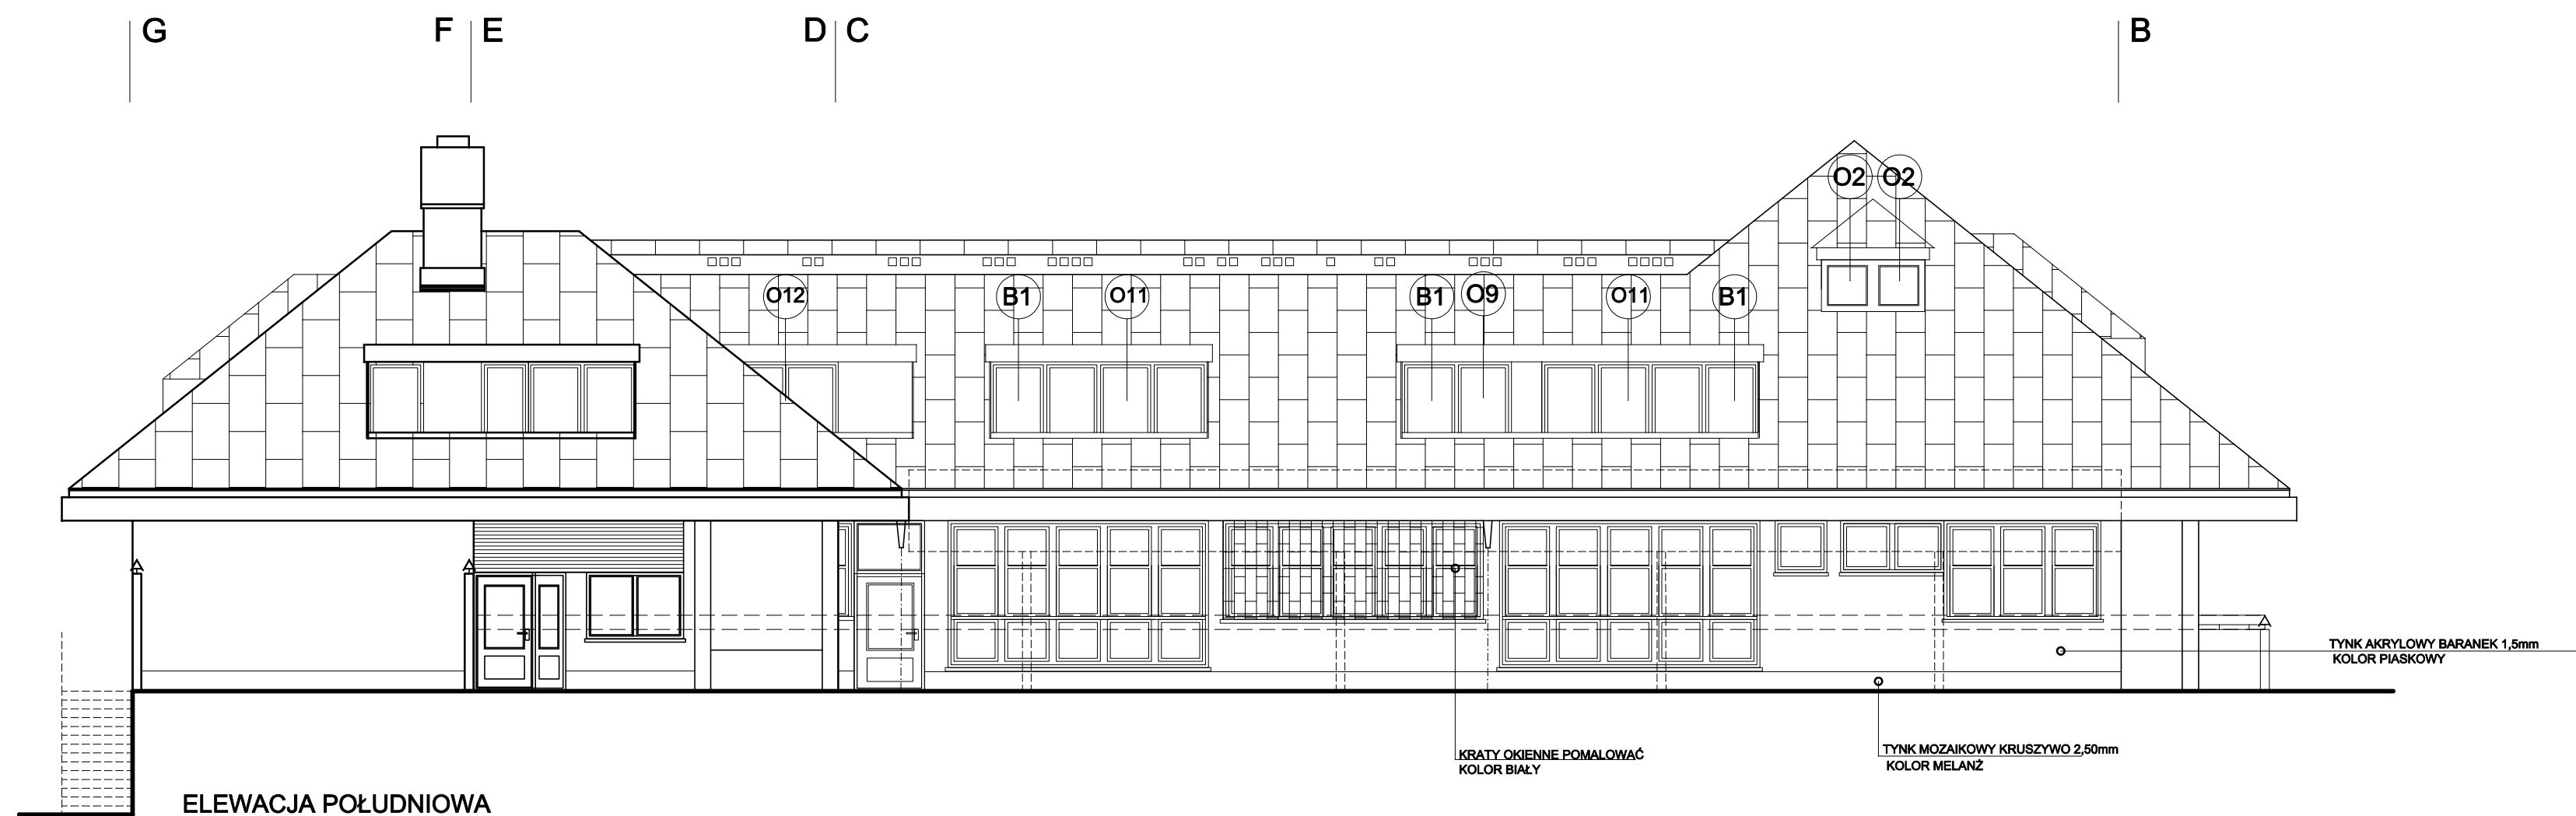 G
F E
D C
B
O2 O2
O12 B1 O11 B1 O9 O11 B1
TYNK AKRYLOWY BARANEK 1,5mm
KOLOR PIASKOWY
KRATY OKIENNE POMALOWAĆ
KOLOR BIAŁY
TYNK MOZAIKOWY KRUSZYWO 2,50mm
KOLOR MELANŻ
ELEWACJA POŁUDNIOWA